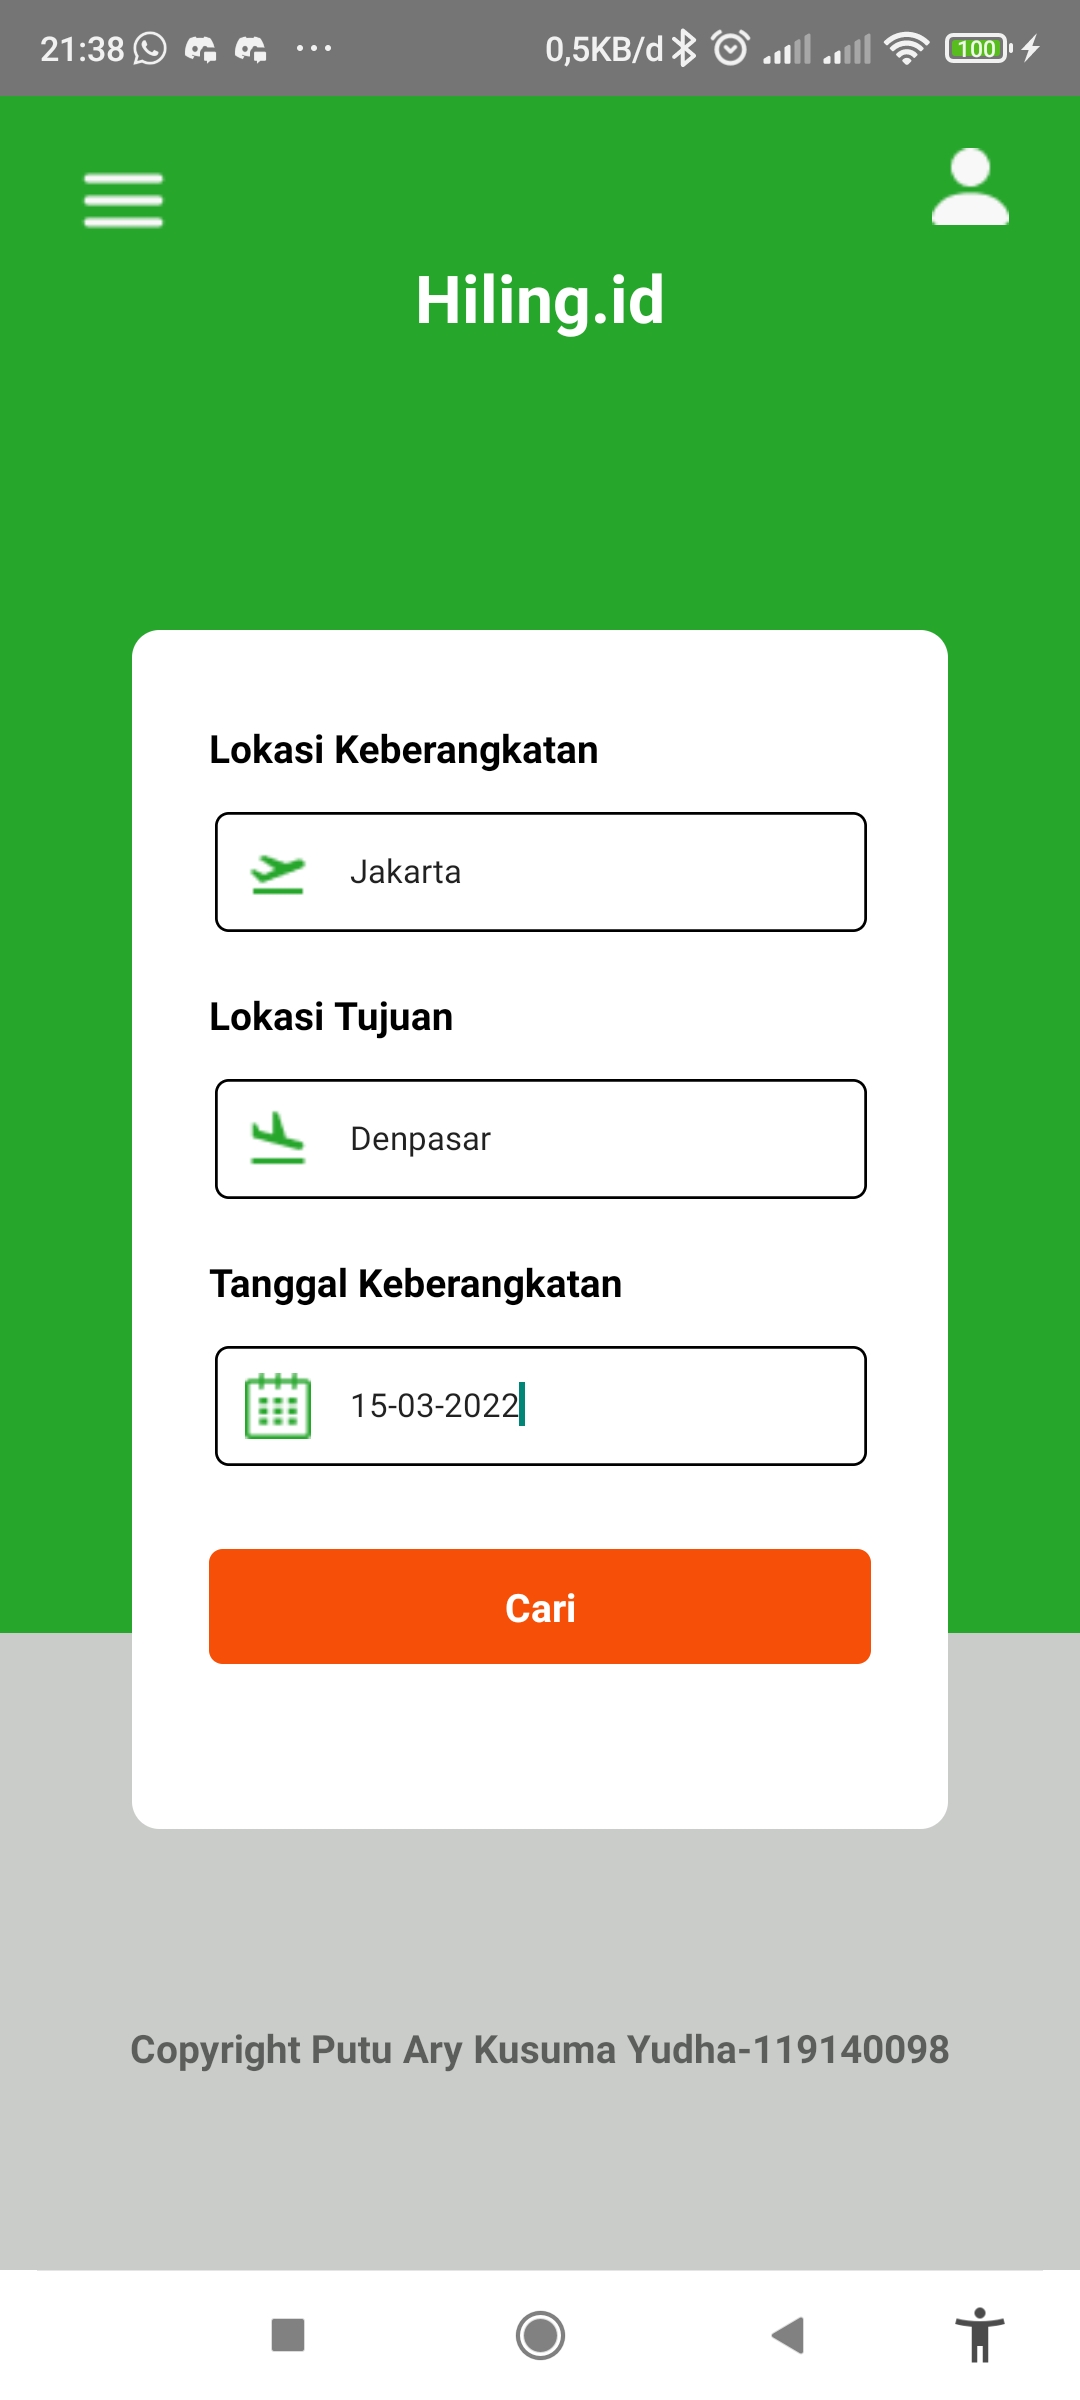 21:38 ... 0,5KB/d 100
Hiling.id
Lokasi Keberangkatan
Jakarta
Lokasi Tujuan
Denpasar
Tanggal Keberangkatan
15-03-2022
Cari
Copyright Putu Ary Kusuma Yudha-119140098